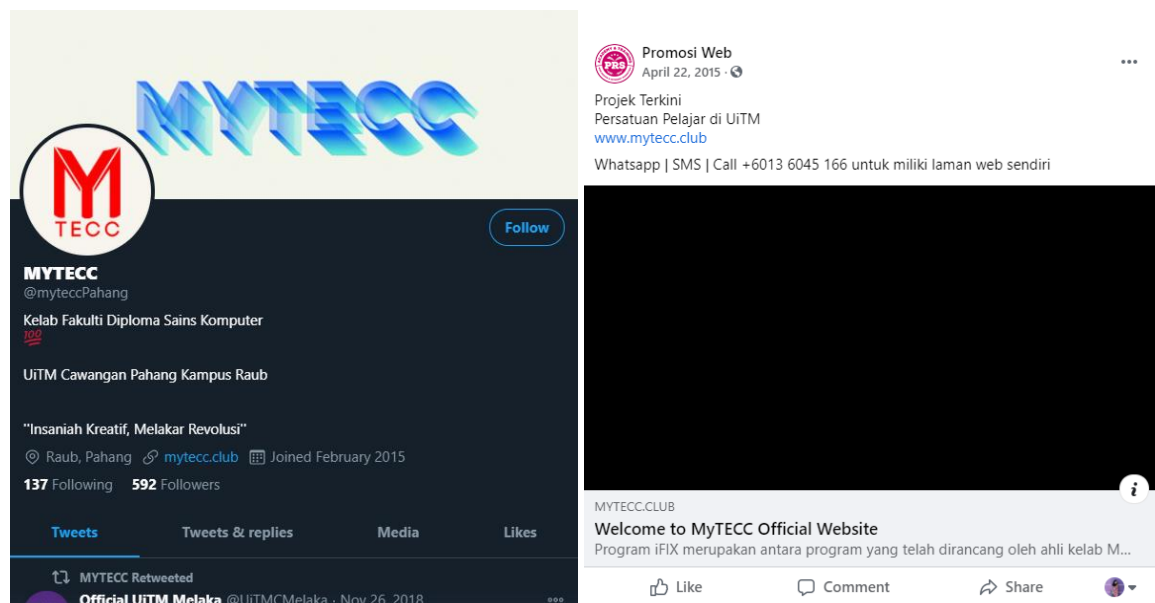 MYTECC
MY
TECC
Follow
MYTECC
@myteccPahang
Kelab Fakulti Diploma Sains Komputer
💯
UiTM Cawangan Pahang Kampus Raub
"Insaniah Kreatif, Melakar Revolusi"
Raub, Pahang mytecc.club Joined February 2015
137 Following 592 Followers
Tweets Tweets & replies Media Likes
MYTECC Retweeted
Official UiTM Melaka @UiTMCMelaka · Nov 26, 2018
PRS
Promosi Web
April 22, 2015 ·
Projek Terkini
Persatuan Pelajar di UiTM
www.mytecc.club
Whatsapp | SMS | Call +6013 6045 166 untuk miliki laman web sendiri
MYTECC.CLUB
Welcome to MyTECC Official Website
Program iFIX merupakan antara program yang telah dirancang oleh ahli kelab M...
Like Comment Share